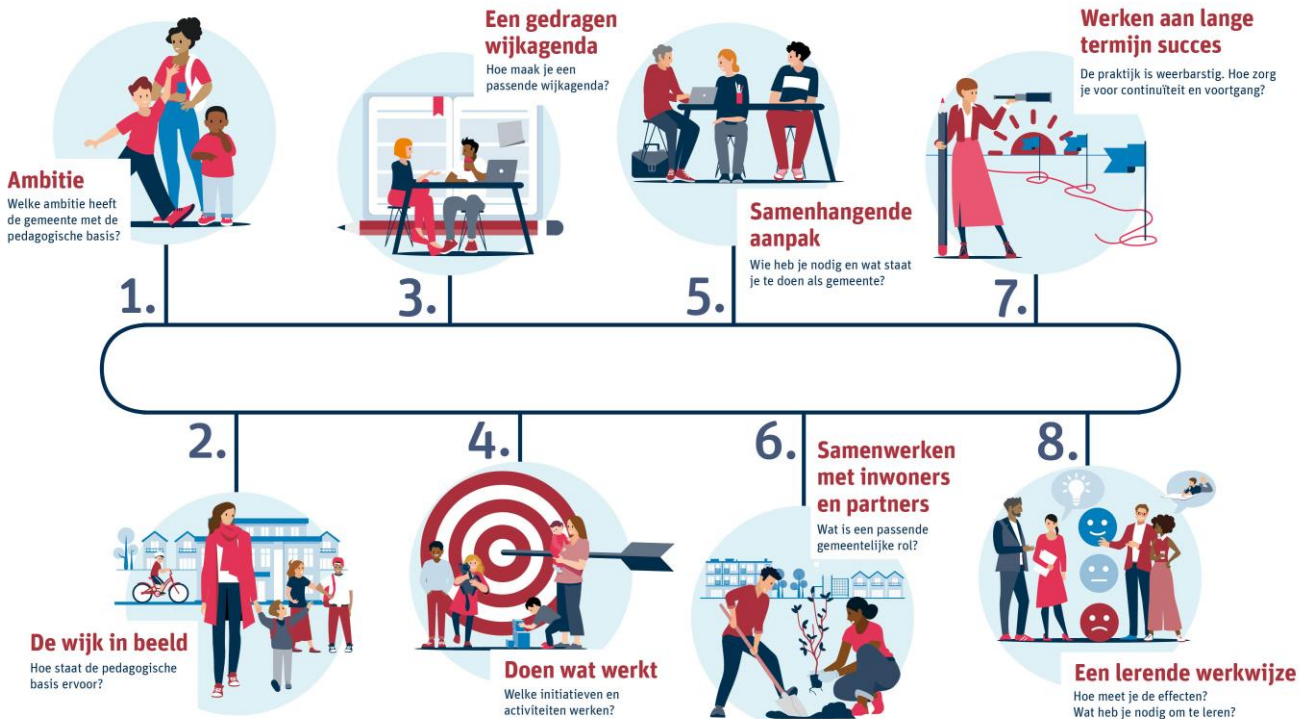 1.
Ambitie
Welke ambitie heeft
de gemeente met de
pedagogische basis?
2.
De wijk in beeld
Hoe staat de pedagogische
basis ervoor?
3.
Een gedragen
wijkagenda
Hoe maak je een
passende wijkagenda?
4.
Doen wat werkt
Welke initiatieven en
activiteiten werken?
5.
Samenhangende
aanpak
Wie heb je nodig en wat staat
je te doen als gemeente?
6.
Samenwerken
met inwoners
en partners
Wat is een passende
gemeentelijke rol?
7.
Werken aan lange
termijn succes
De praktijk is weerbarstig. Hoe zorg
je voor continuïteit en voortgang?
8.
Een lerende werkwijze
Hoe meet je de effecten?
Wat heb je nodig om te leren?